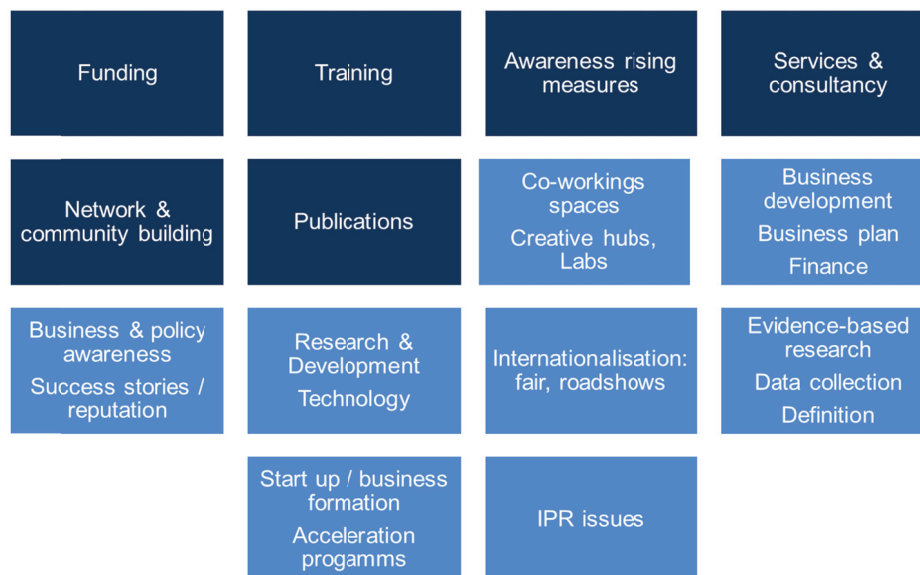 Funding
Training
Awareness rising
measures
Services &
consultancy
Network &
community building
Publications
Co-workings
spaces
Creative hubs,
Labs
Business
development
Business plan
Finance
Business & policy
awareness
Success stories /
reputation
Research &
Development
Technology
Internationalisation:
fair, roadshows
Evidence-based
research
Data collection
Definition
Start up / business
formation
Acceleration
progamms
IPR issues